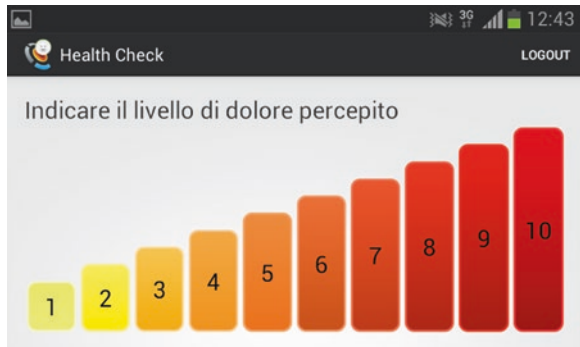 3G 12:43
Health Check LOGOUT
Indicare il livello di dolore percepito
1 2 3 4 5 6 7 8 9 10